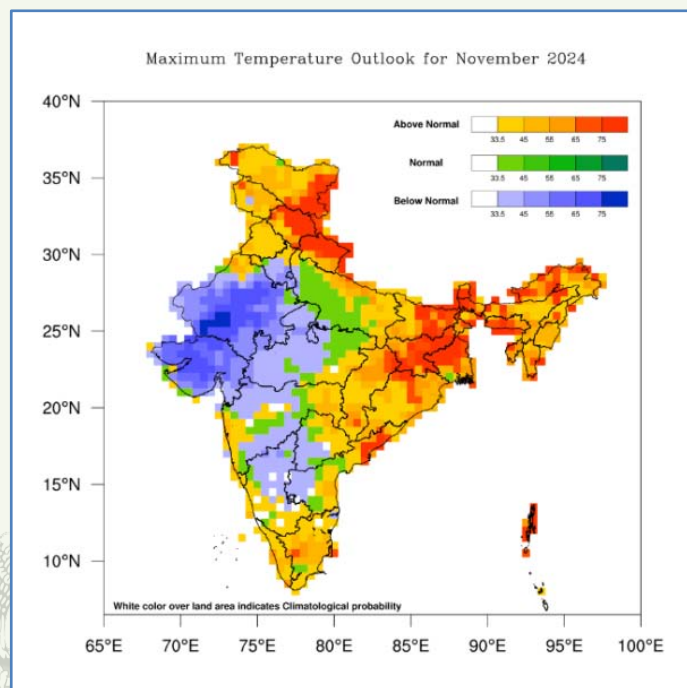 Maximum Temperature Outlook for November 2024
40°N
35°N
30°N
25°N
20°N
15°N
10°N
Above Normal
33.5 45 55 65 75
Normal
33.5 45 55 65 75
Below Normal
33.5 45 55 65 75
White color over land area indicates Climatological probability
65°E 70°E 75°E 80°E 85°E 90°E 95°E 100°E